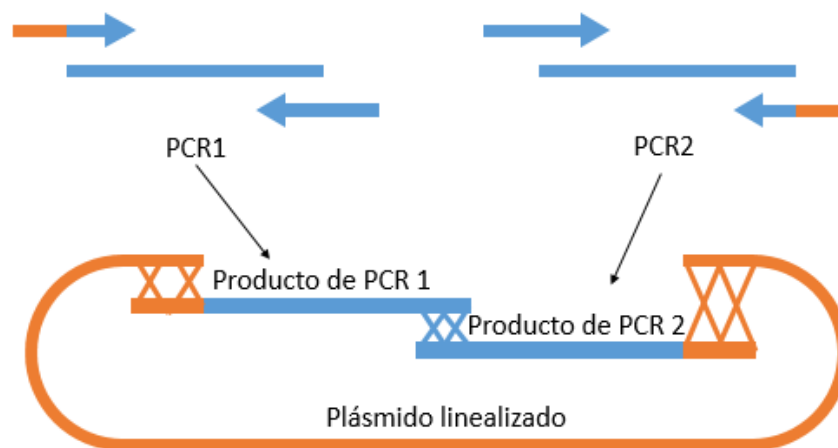 PCR1
PCR2
Producto de PCR 1
Producto de PCR 2
Plásmido linealizado